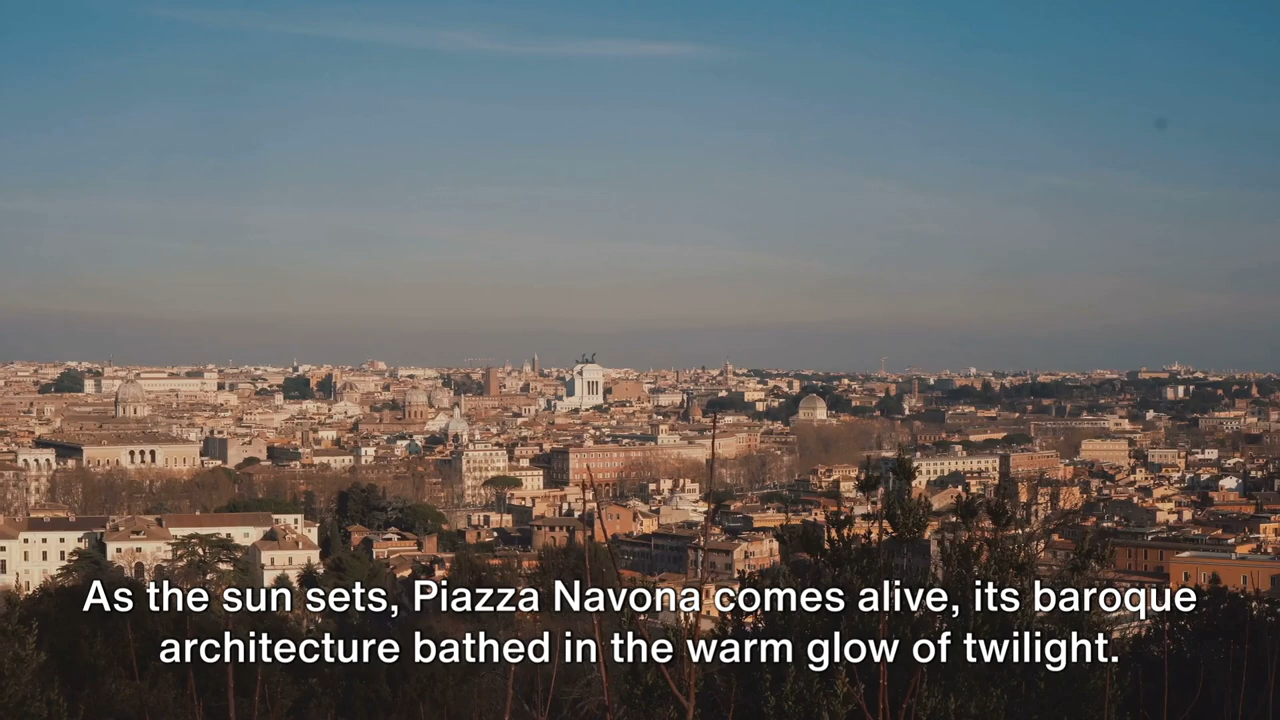 As the sun sets, Piazza Navona comes alive, its baroque
architecture bathed in the warm glow of twilight.